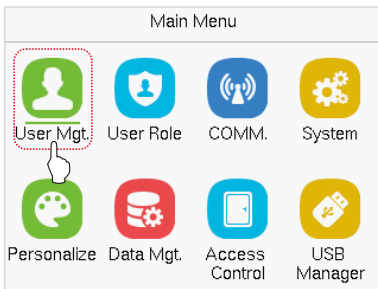 Main Menu
User Mgt. User Role COMM. System
Personalize Data Mgt. Access Control USB Manager